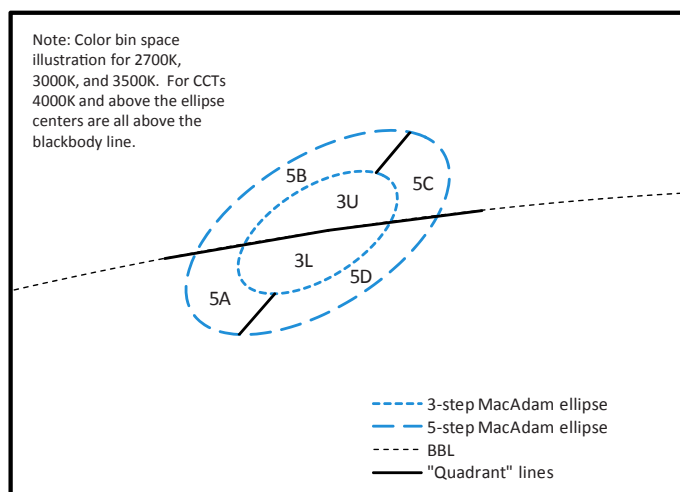 Note: Color bin space
illustration for 2700K,
3000K, and 3500K.  For CCTs
4000K and above the ellipse
centers are all above the
blackbody line.
5B
5C
3U
3L
5D
5A
3-step MacAdam ellipse
5-step MacAdam ellipse
BBL
"Quadrant" lines